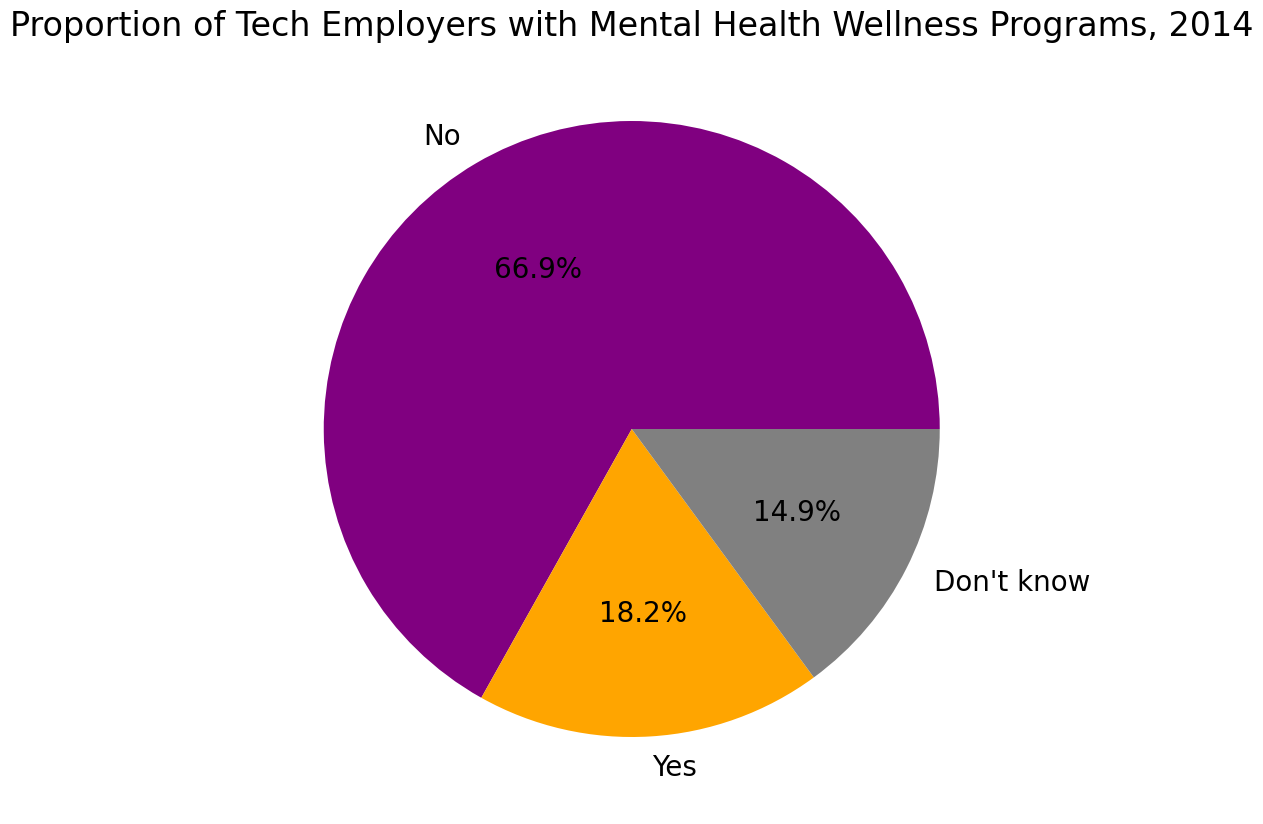 Proportion of Tech Employers with Mental Health Wellness Programs, 2014
No
66.9%
14.9%
Don't know
18.2%
Yes